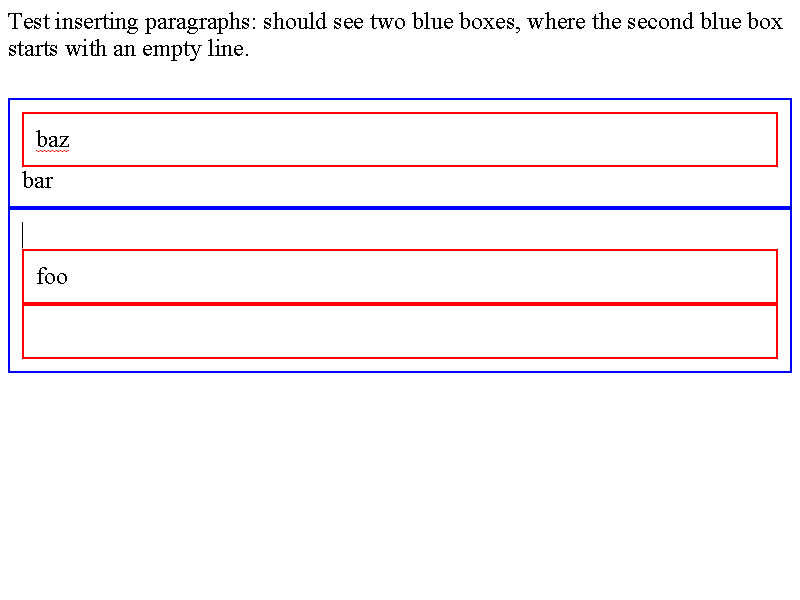 Test inserting paragraphs: should see two blue boxes, where the second blue box
starts with an empty line.
baz
bar
foo